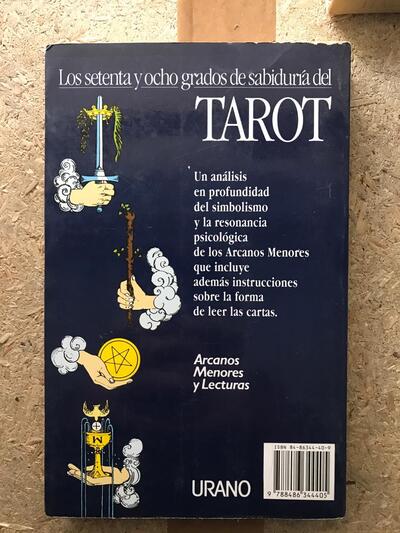 Los setenta y ocho grados de sabiduría del
TAROT
Un análisis
en profundidad
del simbolismo
y la resonancia
psicológica
de los Arcanos Menores
que incluye
además instrucciones
sobre la forma
de leer las cartas.
Arcanos
Menores
y Lecturas
ISBN 84-86344-40-9
9 788486 344405
URANO